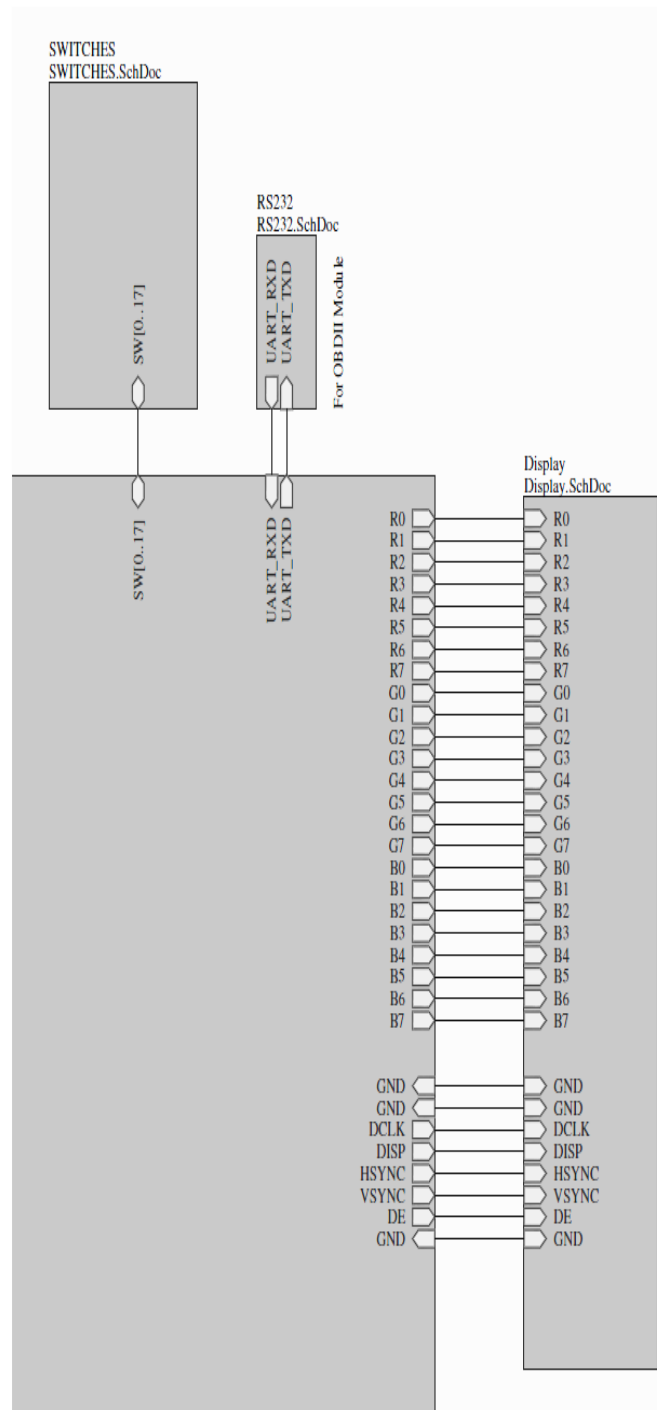 SWITCHES
SWITCHES.SchDoc
SW[0..17]
RS232
RS232.SchDoc
UART_RXD
UART_TXD
For OBDII Module
SW[0..17]
UART_RXD
UART_TXD
Display
Display.SchDoc
R0 R0
R1 R1
R2 R2
R3 R3
R4 R4
R5 R5
R6 R6
R7 R7
G0 G0
G1 G1
G2 G2
G3 G3
G4 G4
G5 G5
G6 G6
G7 G7
B0 B0
B1 B1
B2 B2
B3 B3
B4 B4
B5 B5
B6 B6
B7 B7
GND GND
GND GND
DCLK DCLK
DISP DISP
HSYNC HSYNC
VSYNC VSYNC
DE DE
GND GND